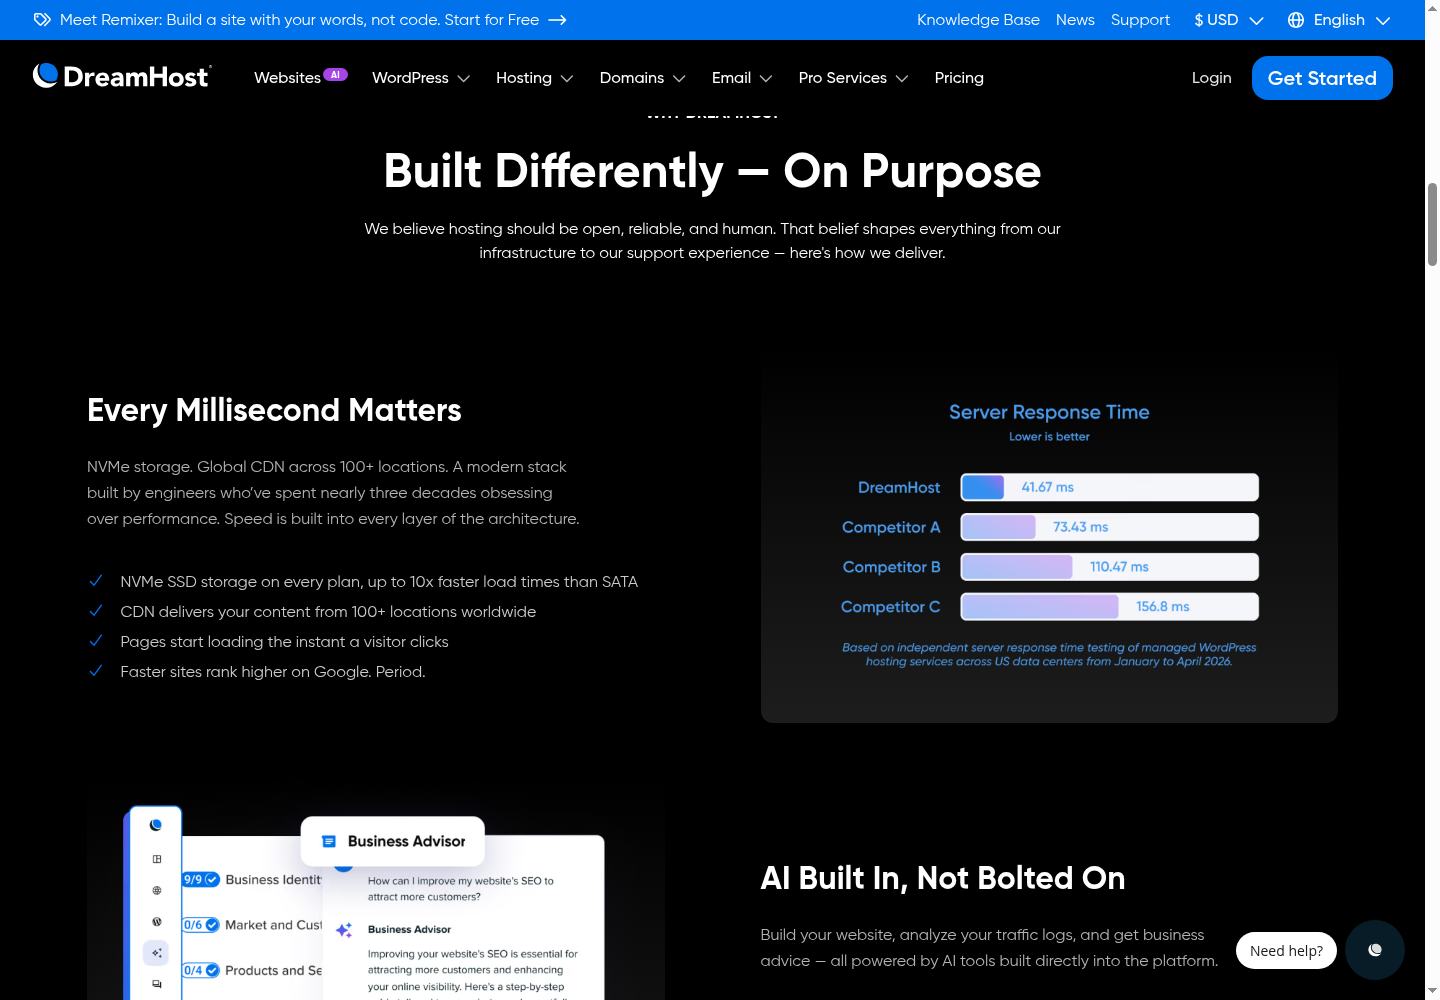 Meet Remixer: Build a site with your words, not code. Start for Free
Knowledge Base News Support $ USD English
DreamHost
Websites AI WordPress Hosting Domains Email Pro Services Pricing Login Get Started
WHY DREAMHOST
Built Differently — On Purpose
We believe hosting should be open, reliable, and human. That belief shapes everything from our
infrastructure to our support experience — here's how we deliver.
Every Millisecond Matters
NVMe storage. Global CDN across 100+ locations. A modern stack
built by engineers who’ve spent nearly three decades obsessing
over performance. Speed is built into every layer of the architecture.
NVMe SSD storage on every plan, up to 10x faster load times than SATA
CDN delivers your content from 100+ locations worldwide
Pages start loading the instant a visitor clicks
Faster sites rank higher on Google. Period.
Server Response Time
Lower is better
DreamHost 41.67 ms
Competitor A 73.43 ms
Competitor B 110.47 ms
Competitor C 156.8 ms
Based on independent server response time testing of managed WordPress
hosting services across US data centers from January to April 2026.
Business Advisor
9/9 Business Identit
0/6 Market and Cust
0/4 Products and Se
How can I improve my website's SEO to
attract more customers?
Business Advisor
Improving your website's SEO is essential for
attracting more customers and enhancing
your online visibility. Here's a step-by-step
AI Built In, Not Bolted On
Build your website, analyze your traffic logs, and get business
advice — all powered by AI tools built directly into the platform.
Need help?